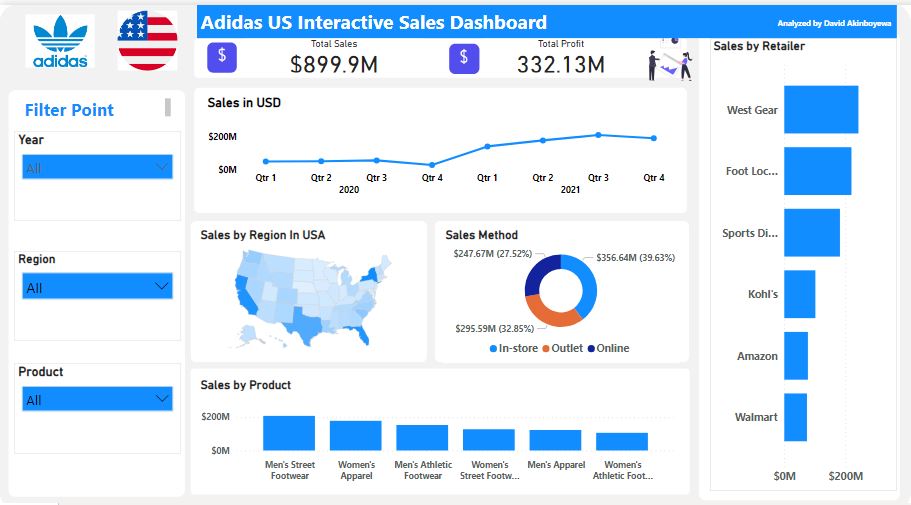 adidas
Adidas US Interactive Sales Dashboard
Analyzed by David Akinboyewa
$
Total Sales
$899.9M
$
Total Profit
332.13M
Filter Point
Year
All
Region
All
Product
All
Sales in USD
$200M
$0M
Qtr 1 Qtr 2 Qtr 3 Qtr 4 Qtr 1 Qtr 2 Qtr 3 Qtr 4
2020 2021
Sales by Region In USA
Sales Method
$247.67M (27.52%)
$356.64M (39.63%)
$295.59M (32.85%)
In-store Outlet Online
Sales by Product
$200M
$0M
Men's Street
Footwear
Women's
Apparel
Men's Athletic
Footwear
Women's
Street Footw...
Men's Apparel
Women's
Athletic Foot...
Sales by Retailer
West Gear
Foot Loc...
Sports Di...
Kohl's
Amazon
Walmart
$0M $200M